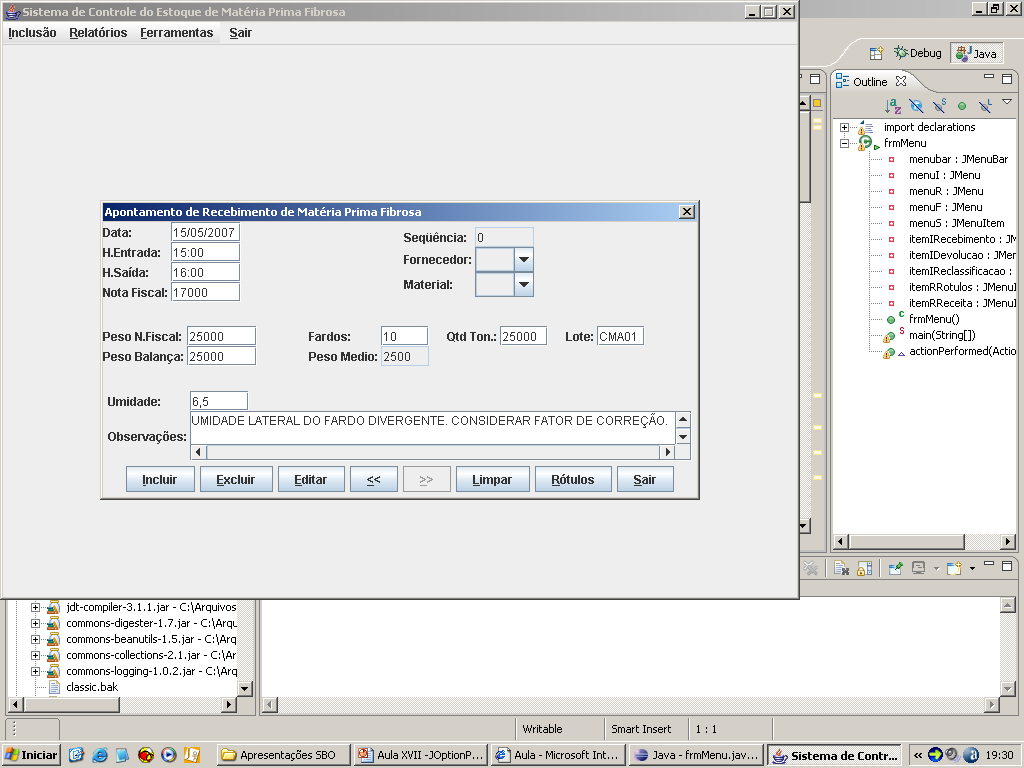 Sistema de Controle do Estoque de Matéria Prima Fibrosa
Inclusão Relatórios Ferramentas Sair
Debug Java
Outline
import declarations
frmMenu
menubar : JMenuBar
menuI : JMenu
menuR : JMenu
menuF : JMenu
menuS : JMenuItem
itemIRecebimento : JM
itemIDevolucao : JMer
itemIReclassificacao :
itemRRotulos : JMenuI
itemRReceita : JMenuI
frmMenu()
main(String[])
actionPerformed(Actio
Apontamento de Recebimento de Matéria Prima Fibrosa
Data: 15/05/2007
H.Entrada: 15:00
H.Saída: 16:00
Nota Fiscal: 17000
Seqüência: 0
Fornecedor:
Material:
Peso N.Fiscal: 25000 Fardos: 10 Qtd Ton.: 25000 Lote: CMA01
Peso Balança: 25000 Peso Medio: 2500
Umidade: 6,5
Observações: UMIDADE LATERAL DO FARDO DIVERGENTE. CONSIDERAR FATOR DE CORREÇÃO.
Incluir Excluir Editar << >> Limpar Rótulos Sair
jdt-compiler-3.1.1.jar - C:\Arquivos
commons-digester-1.7.jar - C:\Arqu
commons-beanutils-1.5.jar - C:\Arq
commons-collections-2.1.jar - C:\Ar
commons-logging-1.0.2.jar - C:\Arq
classic.bak
Writable Smart Insert 1 : 1
Iniciar Apresentações SBO Aula XVII -JOptionP... Aula - Microsoft Int... Java - frmMenu.jav... Sistema de Contr... « 19:30